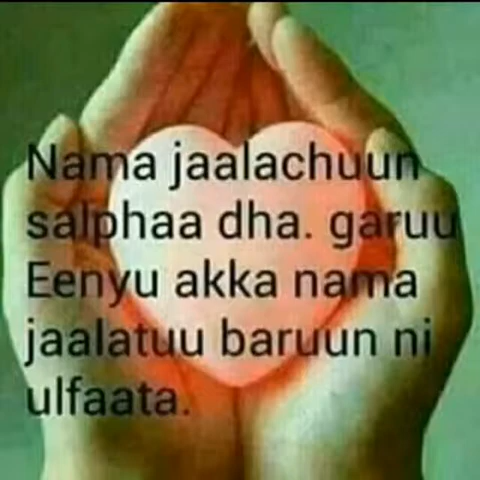 Nama jaalachuun
salphaa dha. garuu
Eenyu akka nama
jaalatuu baruun ni
ulfaata.